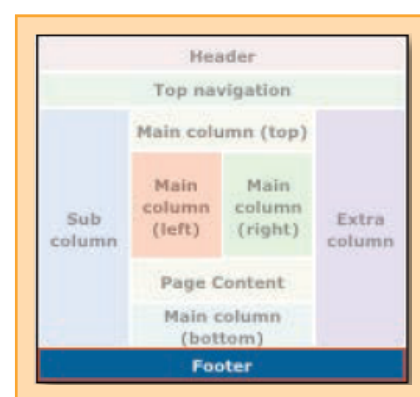 Header
Top navigation
Main column (top)
Sub
column
Main
column
(left)
Main
column
(right)
Extra
column
Page Content
Main column
(bottom)
Footer